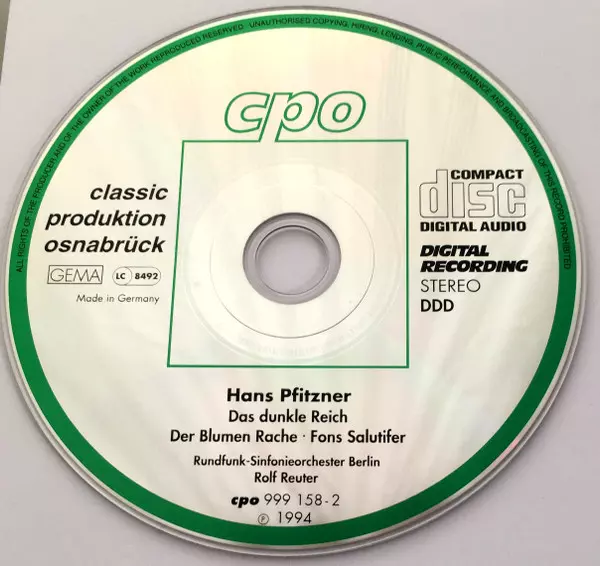 ALL RIGHTS OF THE PRODUCER AND OF THE OWNER OF THE WORK REPRODUCED RESERVED · UNAUTHORISED COPYING, HIRING, LENDING, PUBLIC PERFORMANCE AND BROADCASTING OF THIS RECORD PROHIBITED
cpo
classic
produktion
osnabrück
GEMA LC 8492
Made in Germany
COMPACT
disc
DIGITAL AUDIO
DIGITAL
RECORDING
STEREO
DDD
Hans Pfitzner
Das dunkle Reich
Der Blumen Rache · Fons Salutifer
Rundfunk-Sinfonieorchester Berlin
Rolf Reuter
cpo 999 158-2
Ⓟ 1994